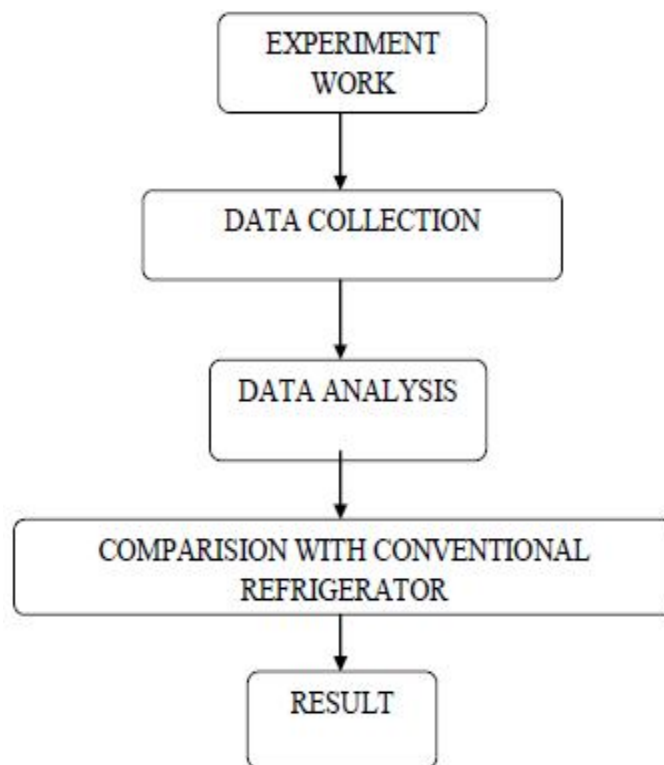 EXPERIMENT
WORK
DATA COLLECTION
DATA ANALYSIS
COMPARISION WITH CONVENTIONAL
REFRIGERATOR
RESULT